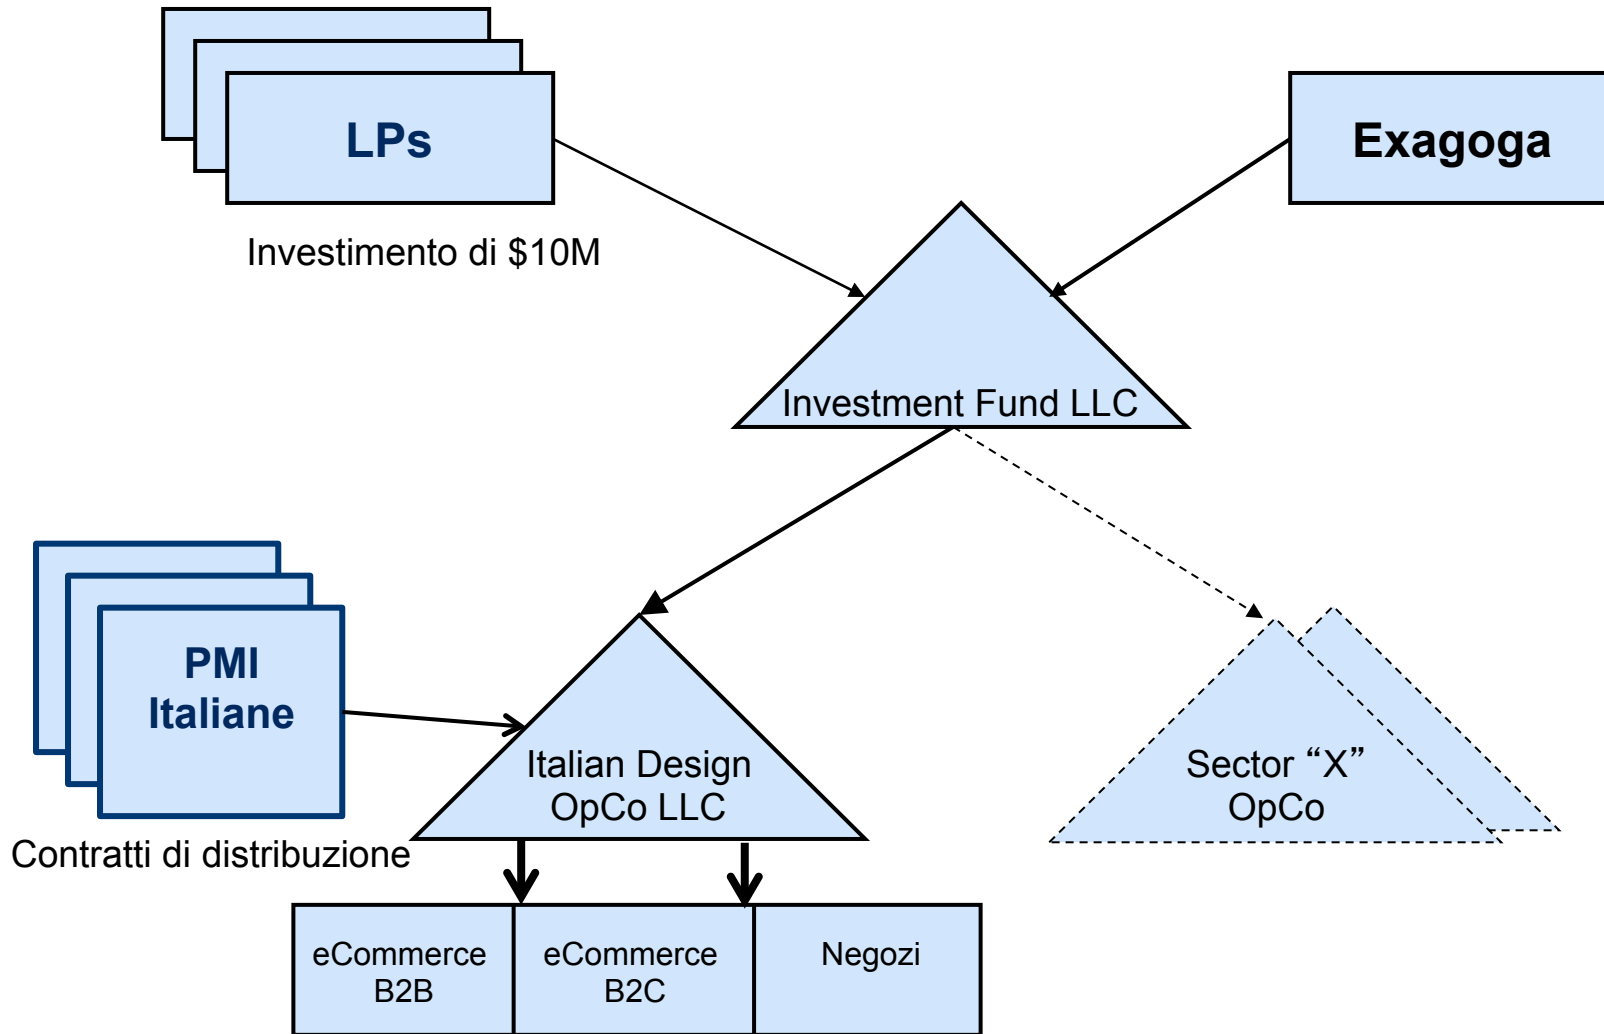 LPs
Exagoga
Investimento di $10M
Investment Fund LLC
PMI
Italiane
Italian Design
OpCo LLC
Sector “X”
OpCo
Contratti di distribuzione
eCommerce
B2B
eCommerce
B2C
Negozi